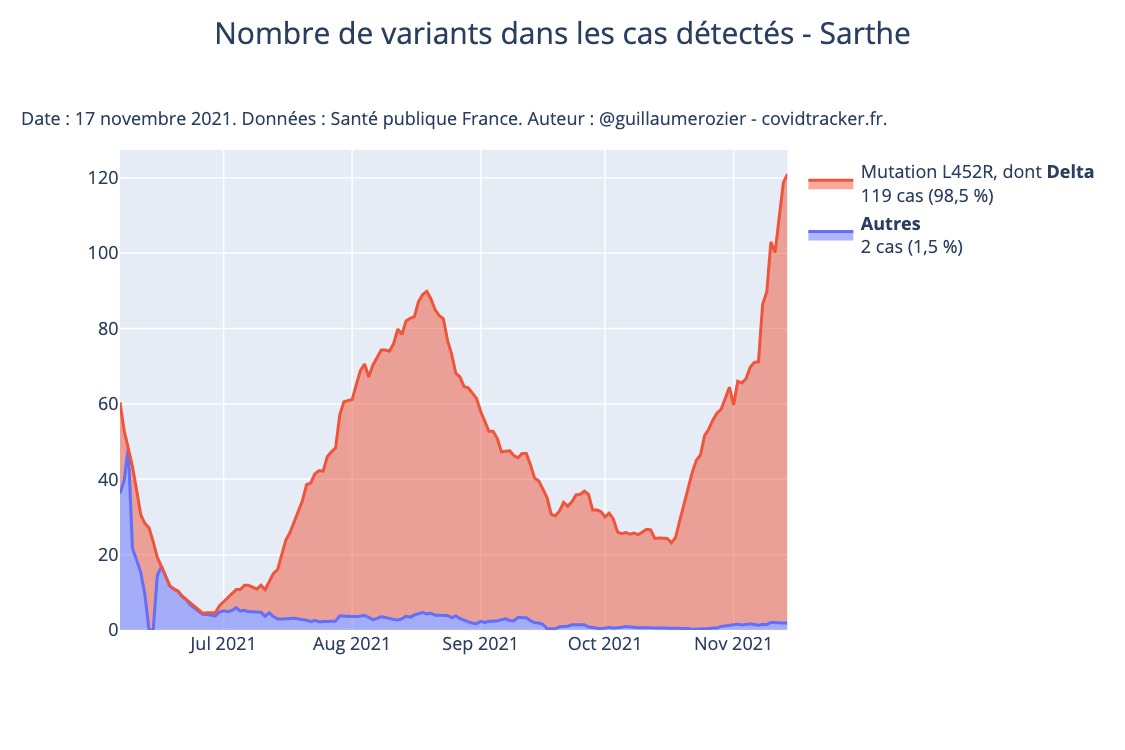 Nombre de variants dans les cas détectés - Sarthe
Date : 17 novembre 2021. Données : Santé publique France. Auteur : @guillaumerozier - covidtracker.fr.
Mutation L452R, dont Delta
119 cas (98,5 %)
Autres
2 cas (1,5 %)
120
100
80
60
40
20
0
Jul 2021
Aug 2021
Sep 2021
Oct 2021
Nov 2021